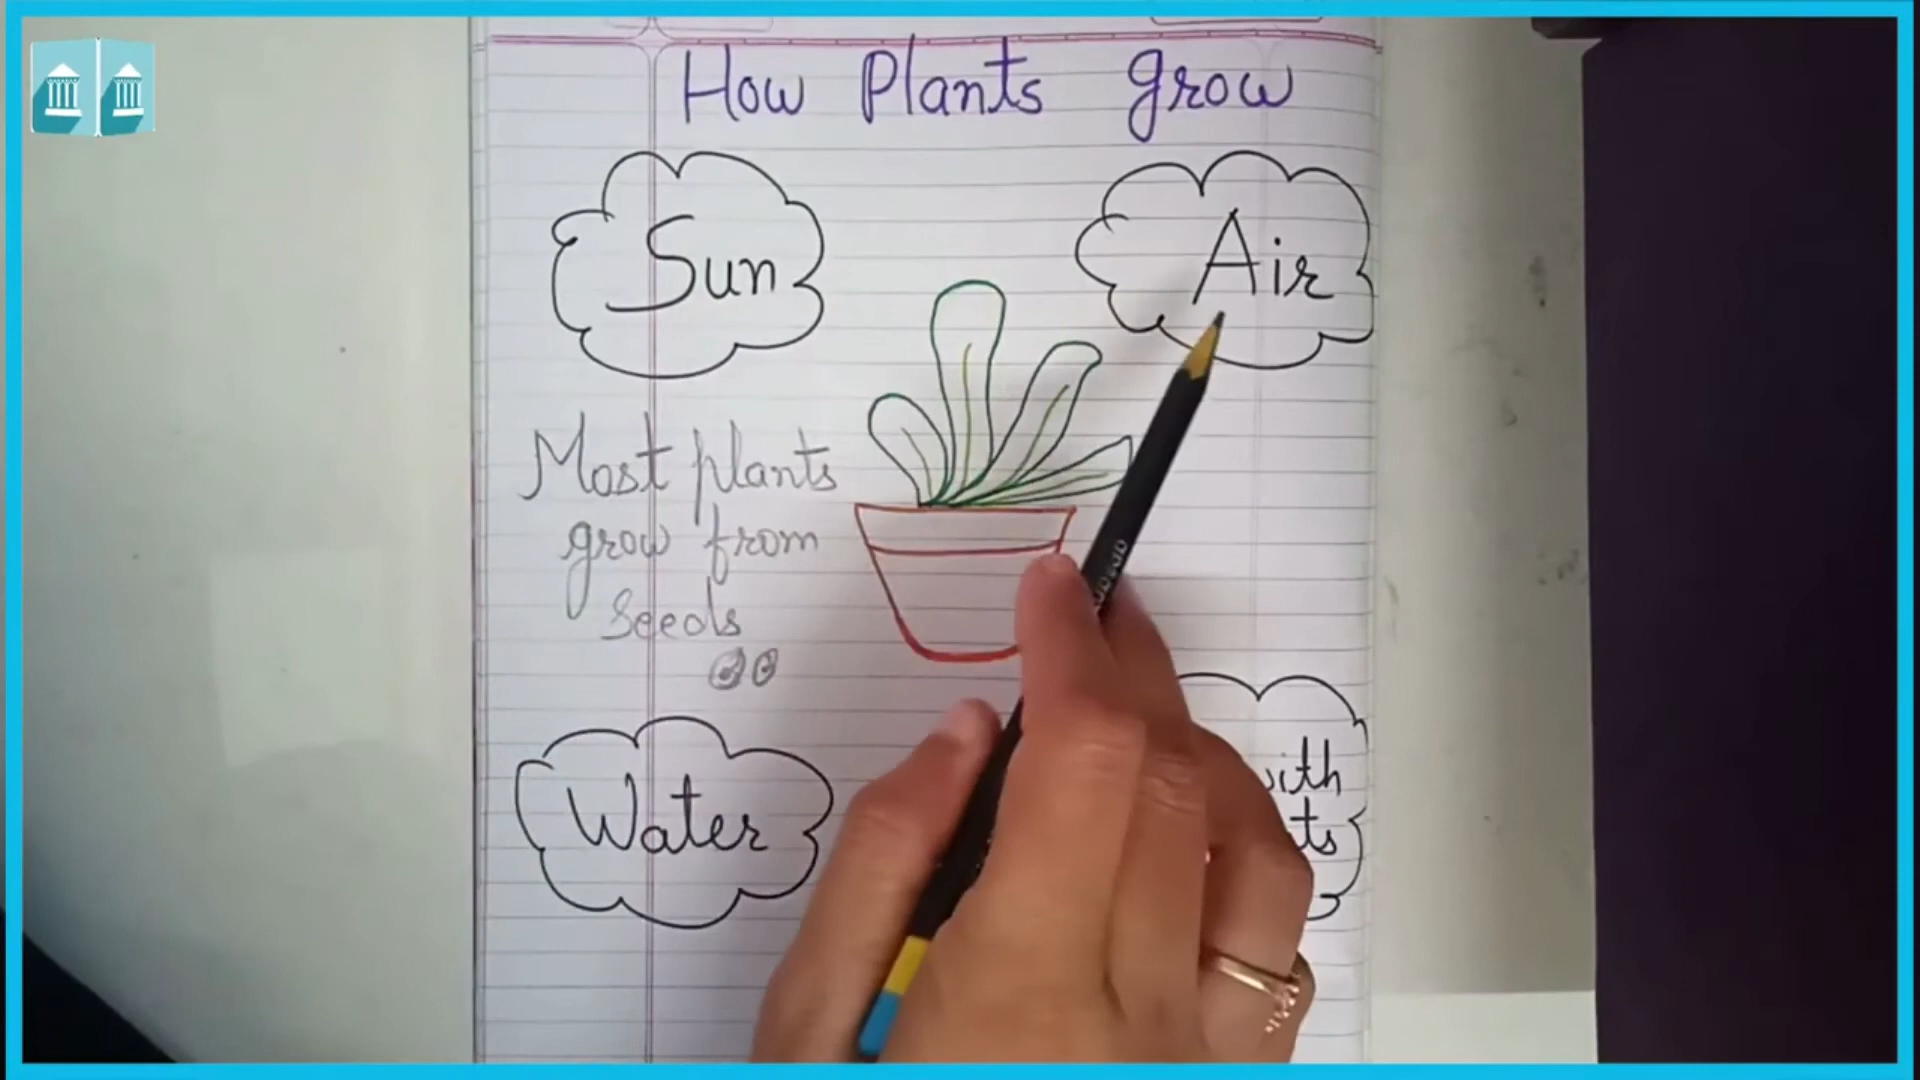 How Plants grow
Sun
Air
Most plants
grow from
Seeds
Water